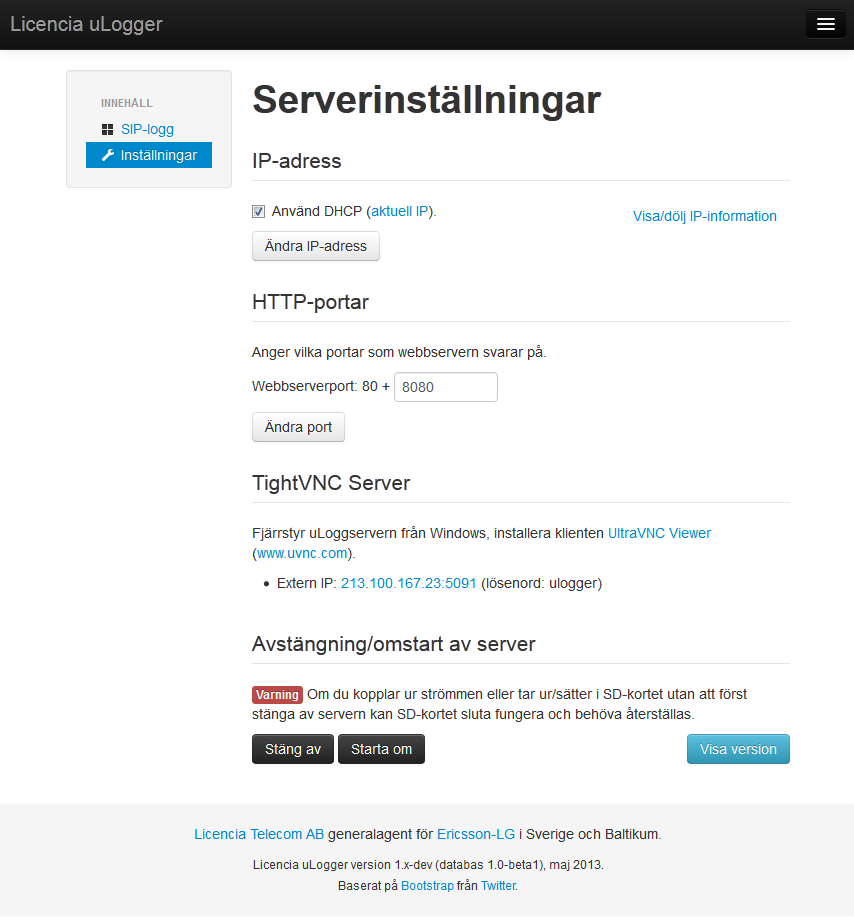 Licencia uLogger
INNEHÅLL
SIP-logg
Inställningar
Serverinställningar
IP-adress
Använd DHCP (aktuell IP).
Visa/dölj IP-information
Ändra IP-adress
HTTP-portar
Anger vilka portar som webbservern svarar på.
Webbserverport: 80 + 8080
Ändra port
TightVNC Server
Fjärrstyr uLoggservern från Windows, installera klienten UltraVNC Viewer
(www.uvnc.com).
• Extern IP: 213.100.167.23:5091 (lösenord: ulogger)
Avstängning/omstart av server
Varning Om du kopplar ur strömmen eller tar ur/sätter i SD-kortet utan att först
stänga av servern kan SD-kortet sluta fungera och behöva återställas.
Stäng av Starta om Visa version
Licencia Telecom AB generalagent för Ericsson-LG i Sverige och Baltikum.
Licencia uLogger version 1.x-dev (databas 1.0-beta1), maj 2013.
Baserat på Bootstrap från Twitter.